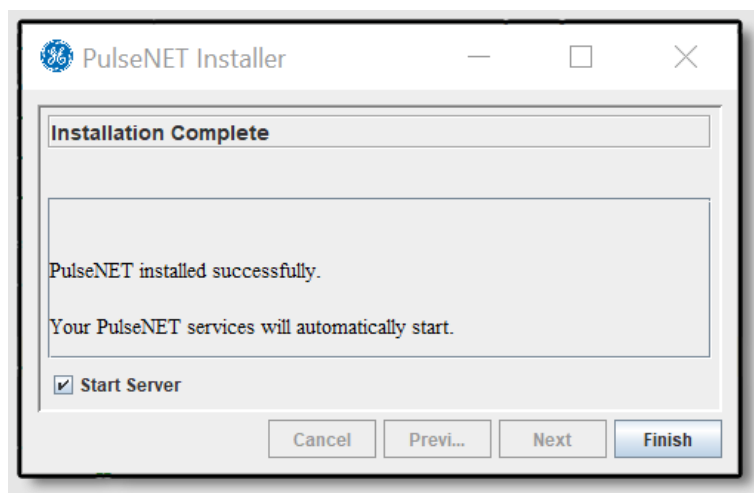 PulseNET Installer
Installation Complete
PulseNET installed successfully.
Your PulseNET services will automatically start.
Start Server
Cancel
Previ...
Next
Finish